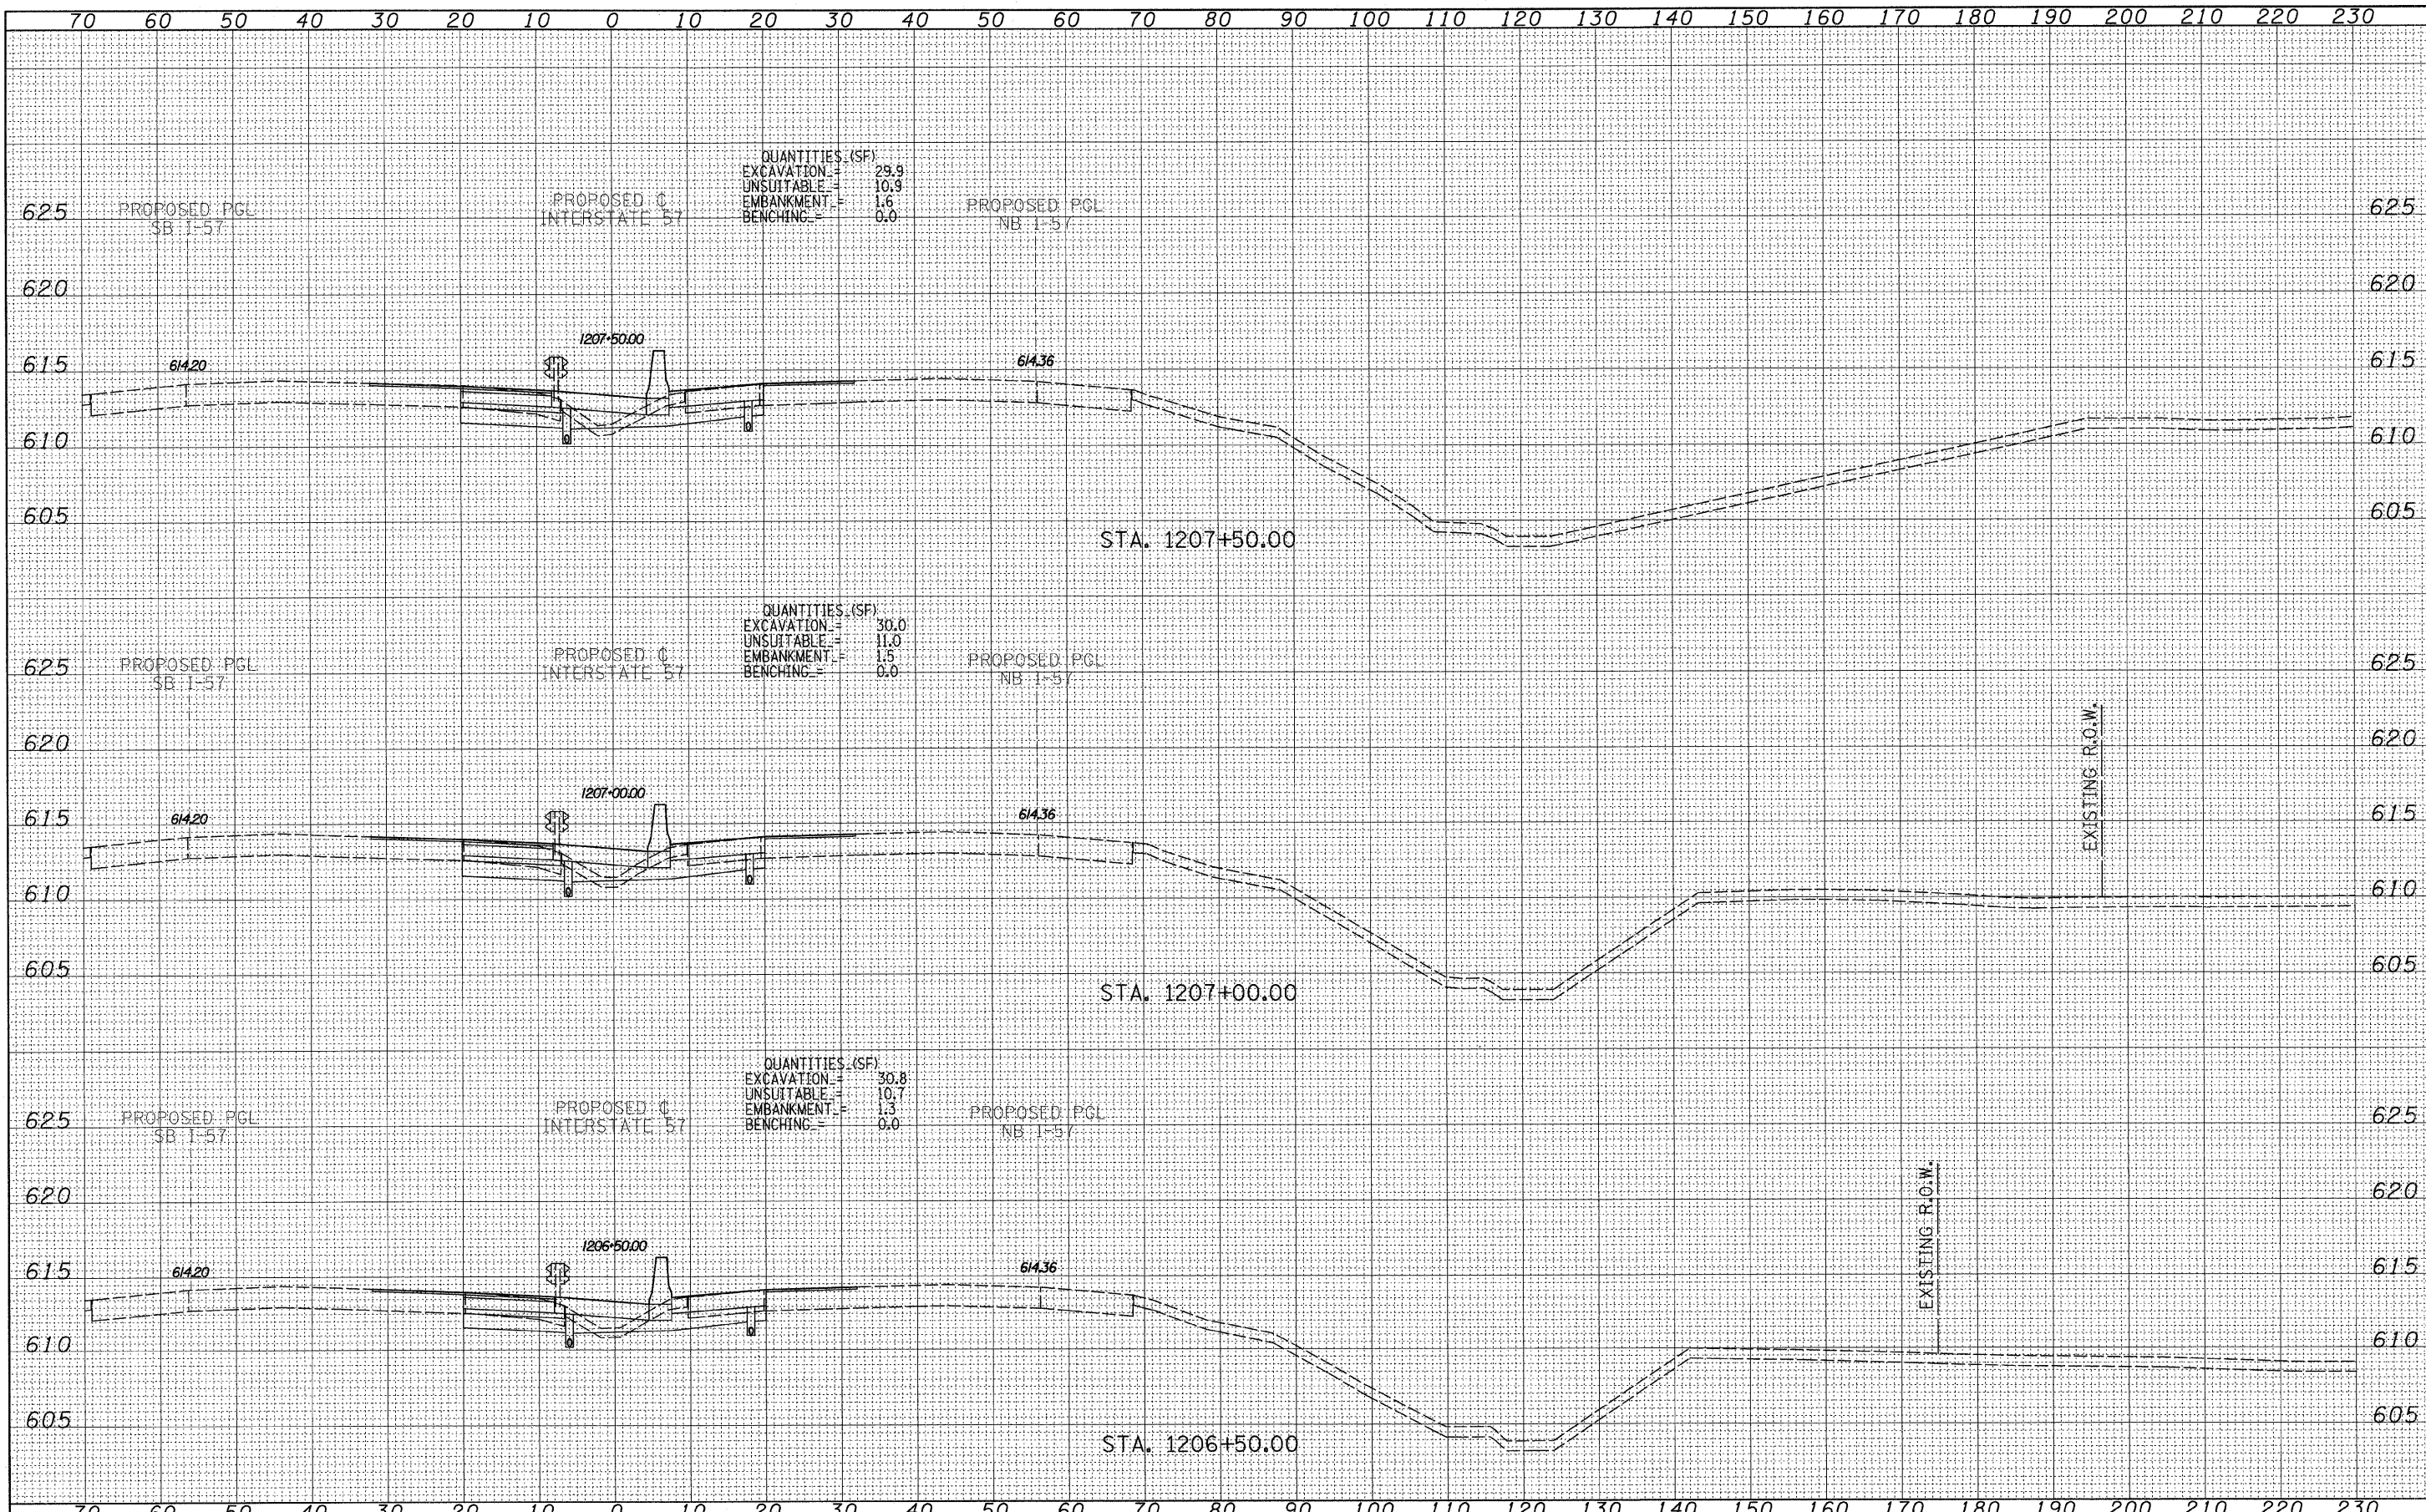 70 60 50 40 30 20 10 0 10 20 30 40 50 60 70 80 90 100 110 120 130 140 150 160 170 180 190 200 210 220 230
QUANTITIES (SF)
EXCAVATION = 29.9
UNSUITABLE = 10.9
EMBANKMENT = 1.6
BENCHING = 0.0
PROPOSED PGL
SB I-57
PROPOSED ℄
INTERSTATE 57
PROPOSED PGL
NB I-57
625 625
620 620
1207+50.00
615 614.20 614.36 615
610 610
605 605
STA. 1207+50.00
QUANTITIES (SF)
EXCAVATION = 30.0
UNSUITABLE = 11.0
EMBANKMENT = 1.5
BENCHING = 0.0
PROPOSED PGL
SB I-57
PROPOSED ℄
INTERSTATE 57
PROPOSED PGL
NB I-57
625 625
EXISTING R.O.W.
620 620
1207+00.00
615 614.20 614.36 615
610 610
605 605
STA. 1207+00.00
QUANTITIES (SF)
EXCAVATION = 30.8
UNSUITABLE = 10.7
EMBANKMENT = 1.3
BENCHING = 0.0
PROPOSED PGL
SB I-57
PROPOSED ℄
INTERSTATE 57
PROPOSED PGL
NB I-57
625 625
EXISTING R.O.W.
620 620
1206+50.00
615 614.20 614.36 615
610 610
605 605
STA. 1206+50.00
70 60 50 40 30 20 10 0 10 20 30 40 50 60 70 80 90 100 110 120 130 140 150 160 170 180 190 200 210 220 230